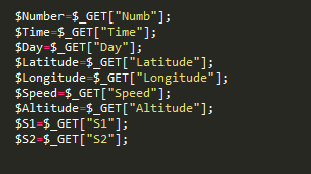 $Number=$_GET["Numb"];
$Time=$_GET["Time"];
$Day=$_GET["Day"];
$Latitude=$_GET["Latitude"];
$Longitude=$_GET["Longitude"];
$Speed=$_GET["Speed"];
$Altitude=$_GET["Altitude"];
$S1=$_GET["S1"];
$S2=$_GET["S2"];